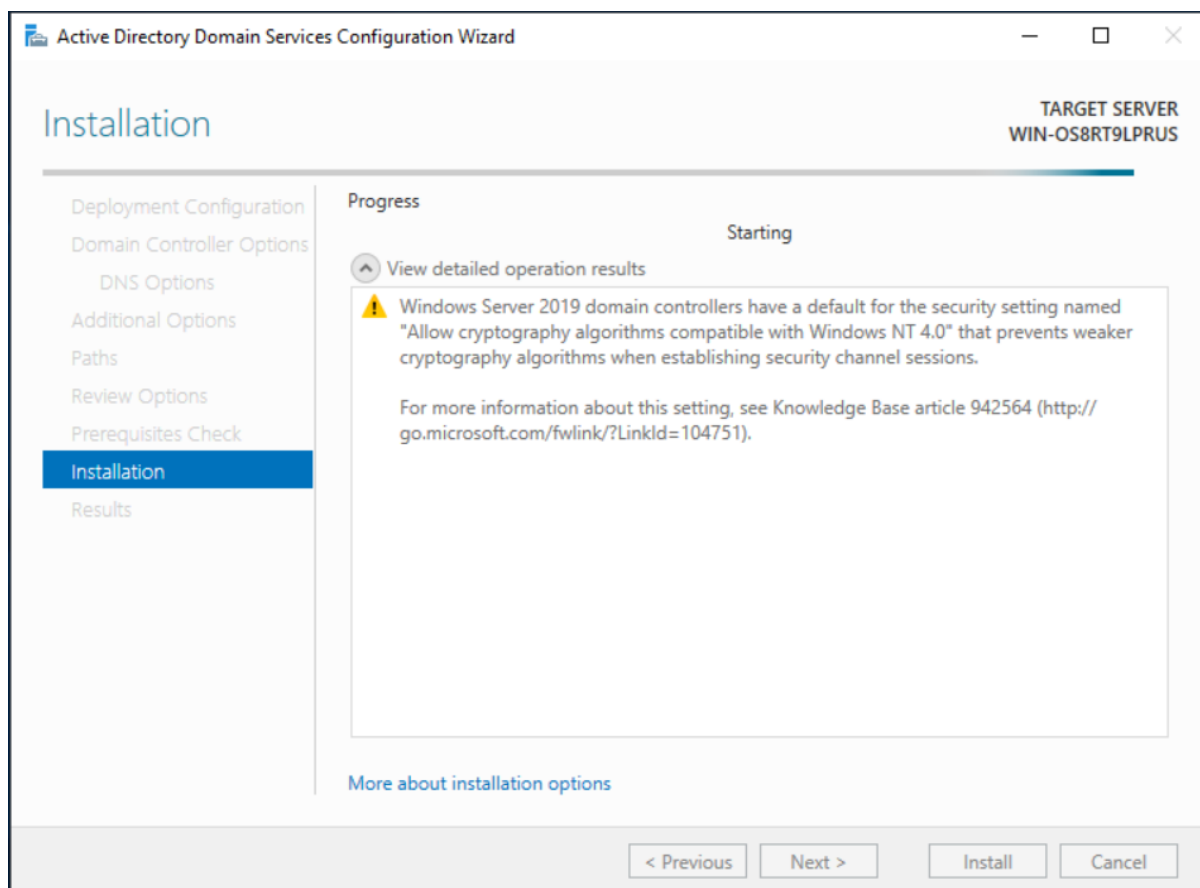 Active Directory Domain Services Configuration Wizard
Installation
TARGET SERVER
WIN-OS8RT9LPRUS
Deployment Configuration
Domain Controller Options
DNS Options
Additional Options
Paths
Review Options
Prerequisites Check
Installation
Results
Progress
Starting
View detailed operation results
Windows Server 2019 domain controllers have a default for the security setting named
"Allow cryptography algorithms compatible with Windows NT 4.0" that prevents weaker
cryptography algorithms when establishing security channel sessions.
For more information about this setting, see Knowledge Base article 942564 (http://
go.microsoft.com/fwlink/?LinkId=104751).
More about installation options
< Previous
Next >
Install
Cancel